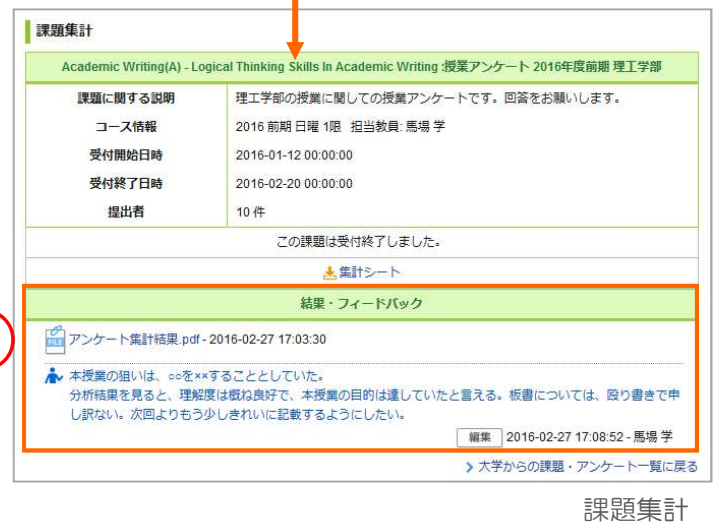 課題集計
Academic Writing(A) - Logical Thinking Skills In Academic Writing :授業アンケート 2016年度前期 理工学部
課題に関する説明 理工学部の授業に関しての授業アンケートです。回答をお願いします。
コース情報 2016 前期 日曜 1限 担当教員: 馬場 学
受付開始日時 2016-01-12 00:00:00
受付終了日時 2016-02-20 00:00:00
提出者 10 件
この課題は受付終了しました。
集計シート
結果・フィードバック
FILE アンケート集計結果.pdf - 2016-02-27 17:03:30
本授業の狙いは、○○を××することとしていた。
分析結果を見ると、理解度は概ね良好で、本授業の目的は達していたと言える。板書については、殴り書きで申
し訳ない。次回よりもう少しきれいに記載するようにしたい。
編集 2016-02-27 17:08:52 - 馬場 学
大学からの課題・アンケート一覧に戻る
課題集計